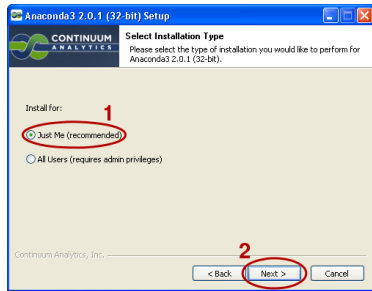 Anaconda3 2.0.1 (32-bit) Setup
CONTINUUM
ANALYTICS
Select Installation Type
Please select the type of installation you would like to perform for
Anaconda3 2.0.1 (32-bit).
Install for:
1
Just Me (recommended)
All Users (requires admin privileges)
Continuum Analytics, Inc.
2
< Back
Next >
Cancel